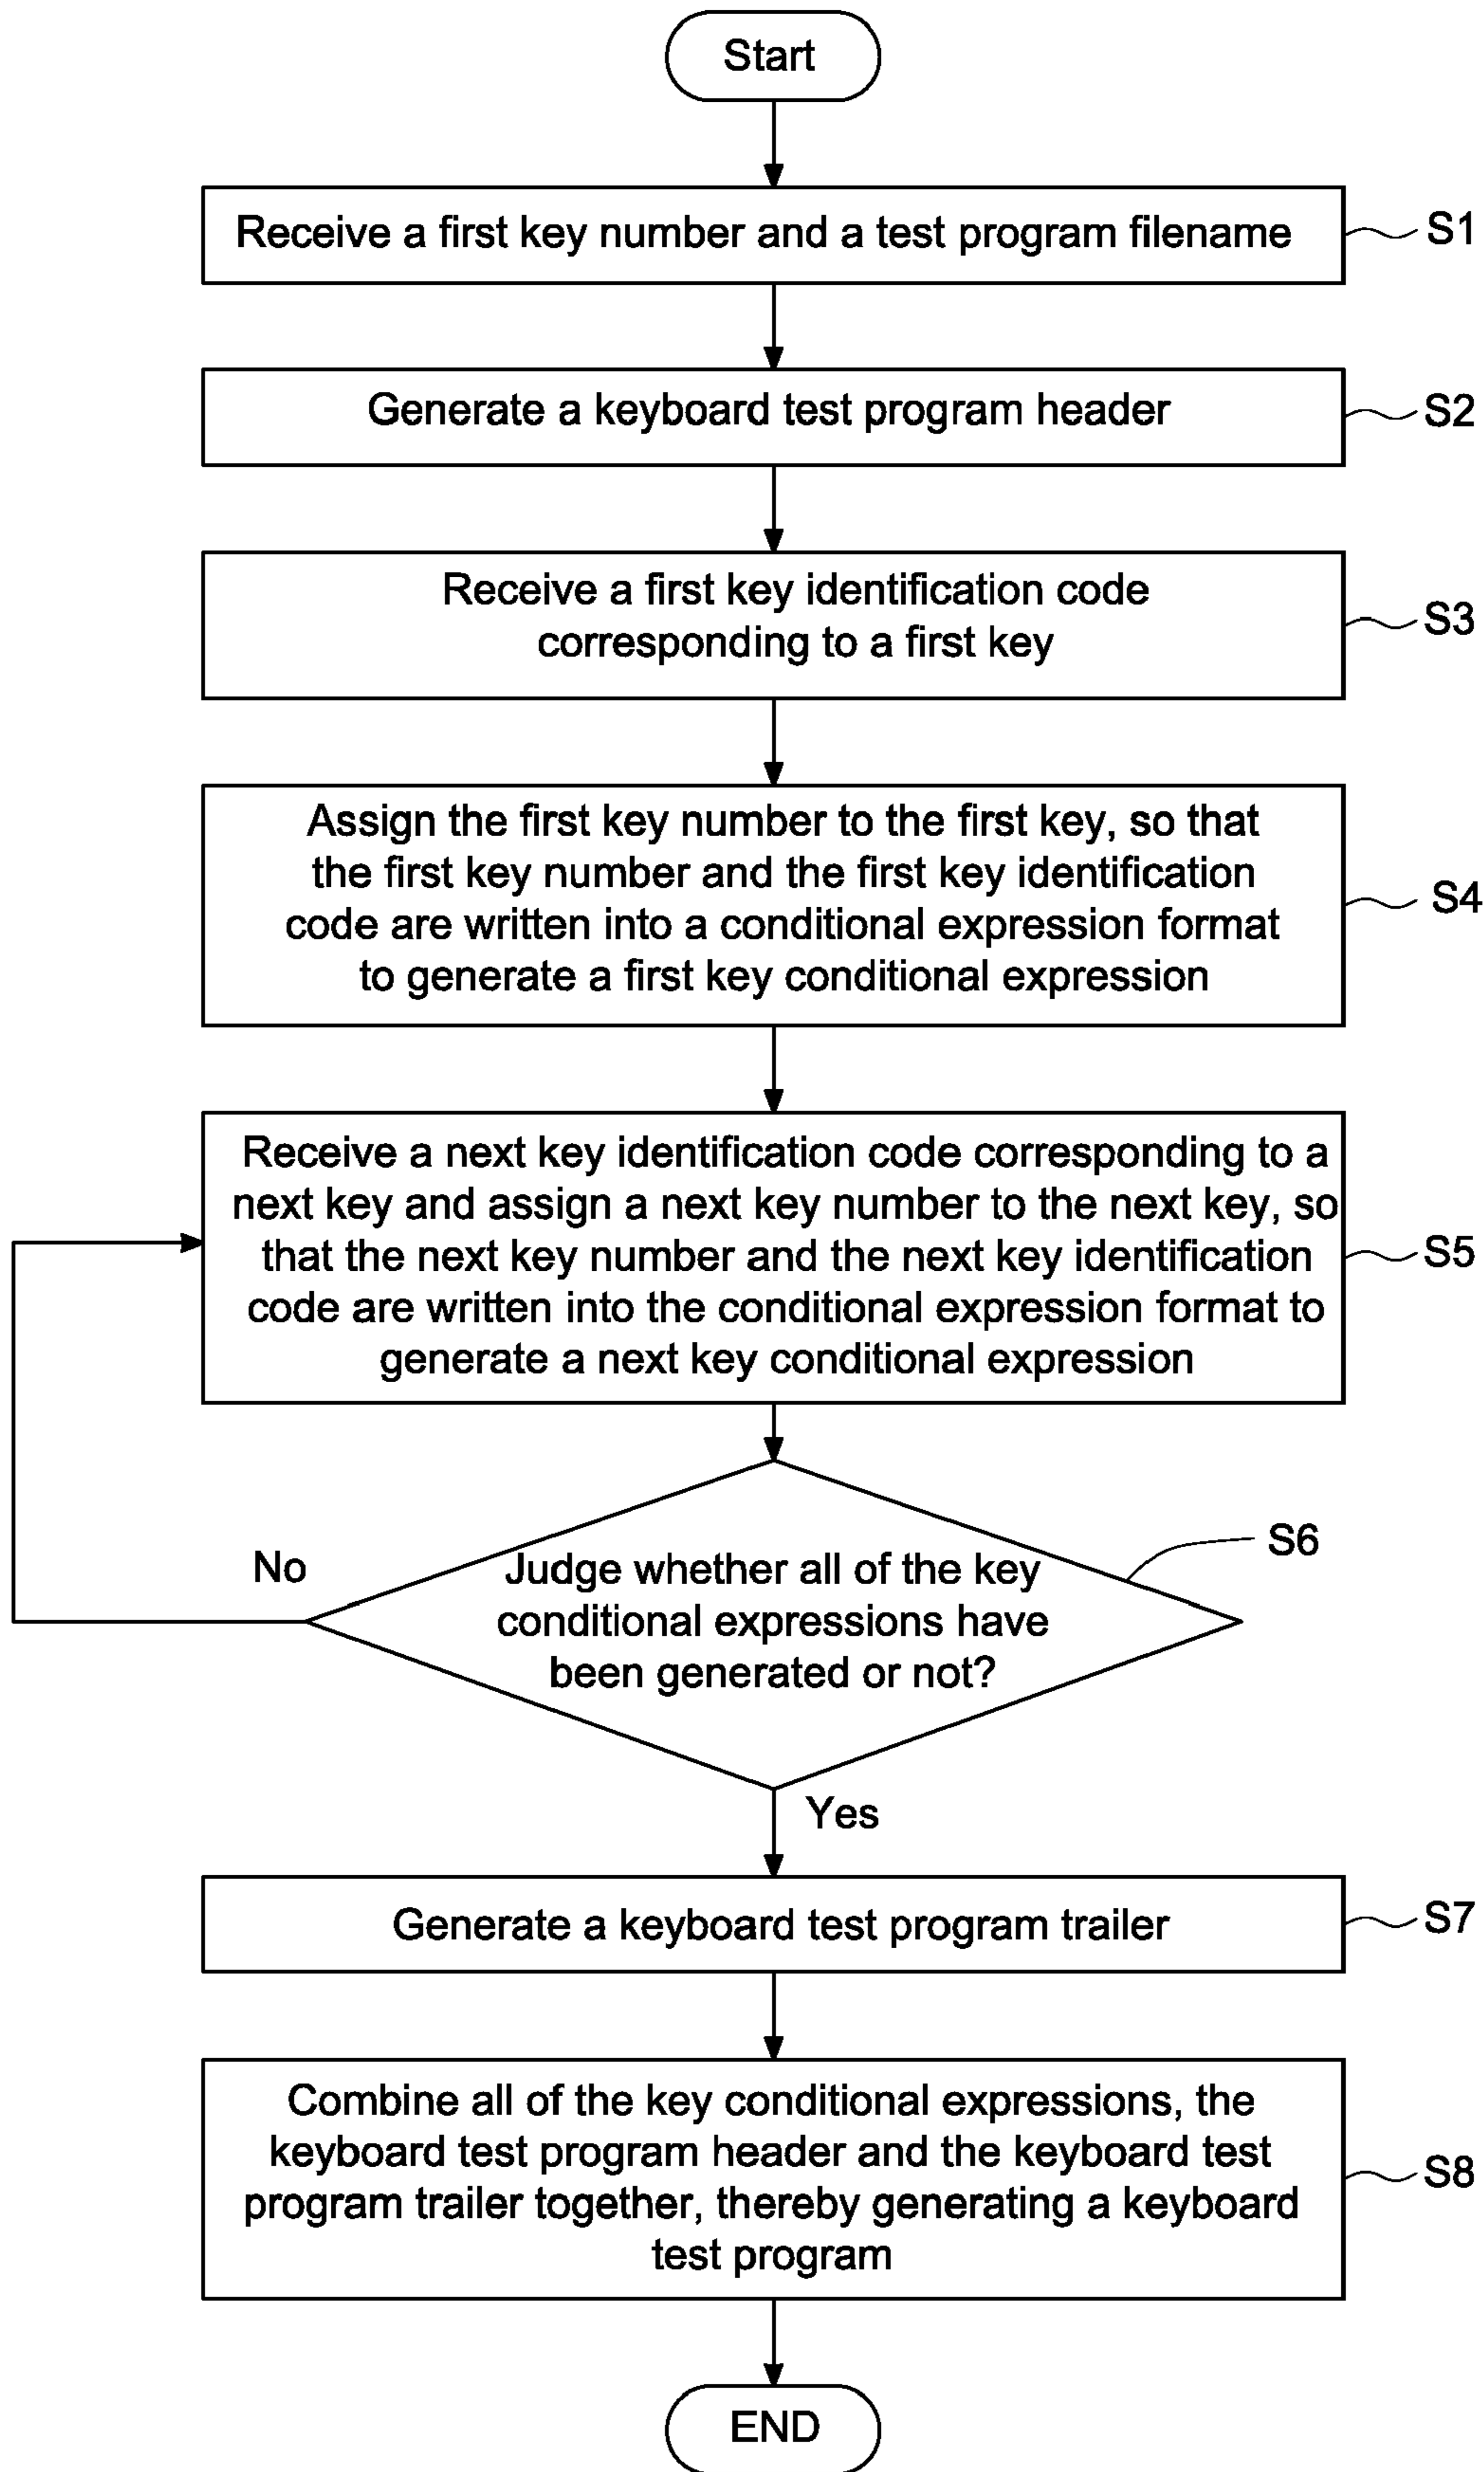 Start
Receive a first key number and a test program filename
S1
Generate a keyboard test program header
S2
Receive a first key identification code
corresponding to a first key
S3
Assign the first key number to the first key, so that
the first key number and the first key identification
code are written into a conditional expression format
to generate a first key conditional expression
S4
Receive a next key identification code corresponding to a
next key and assign a next key number to the next key, so
that the next key number and the next key identification
code are written into the conditional expression format to
generate a next key conditional expression
S5
No
Judge whether all of the key
conditional expressions have
been generated or not?
S6
Yes
Generate a keyboard test program trailer
S7
Combine all of the key conditional expressions, the
keyboard test program header and the keyboard test
program trailer together, thereby generating a keyboard
test program
S8
END